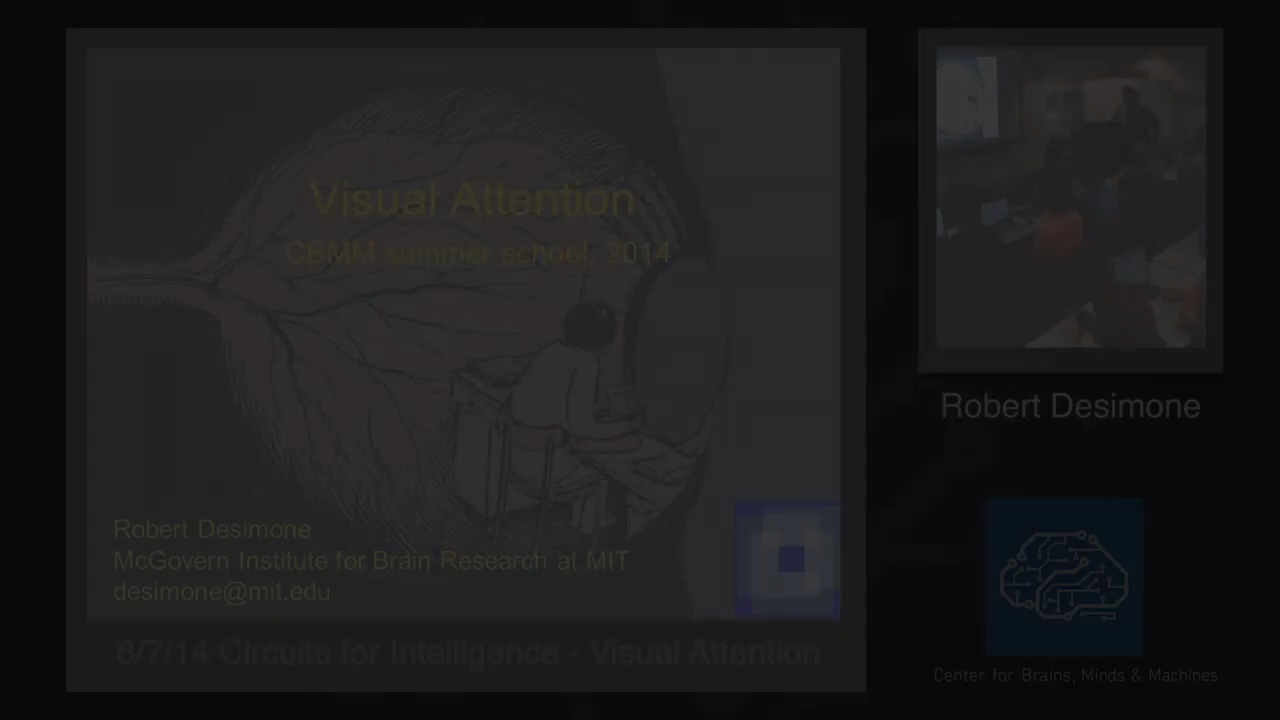 Visual Attention
CBMM summer school, 2014
Robert Desimone
McGovern Institute for Brain Research at MIT
desimone@mit.edu
6/7/14 Circuits for Intelligence - Visual Attention
Robert Desimone
Center for Brains, Minds & Machines